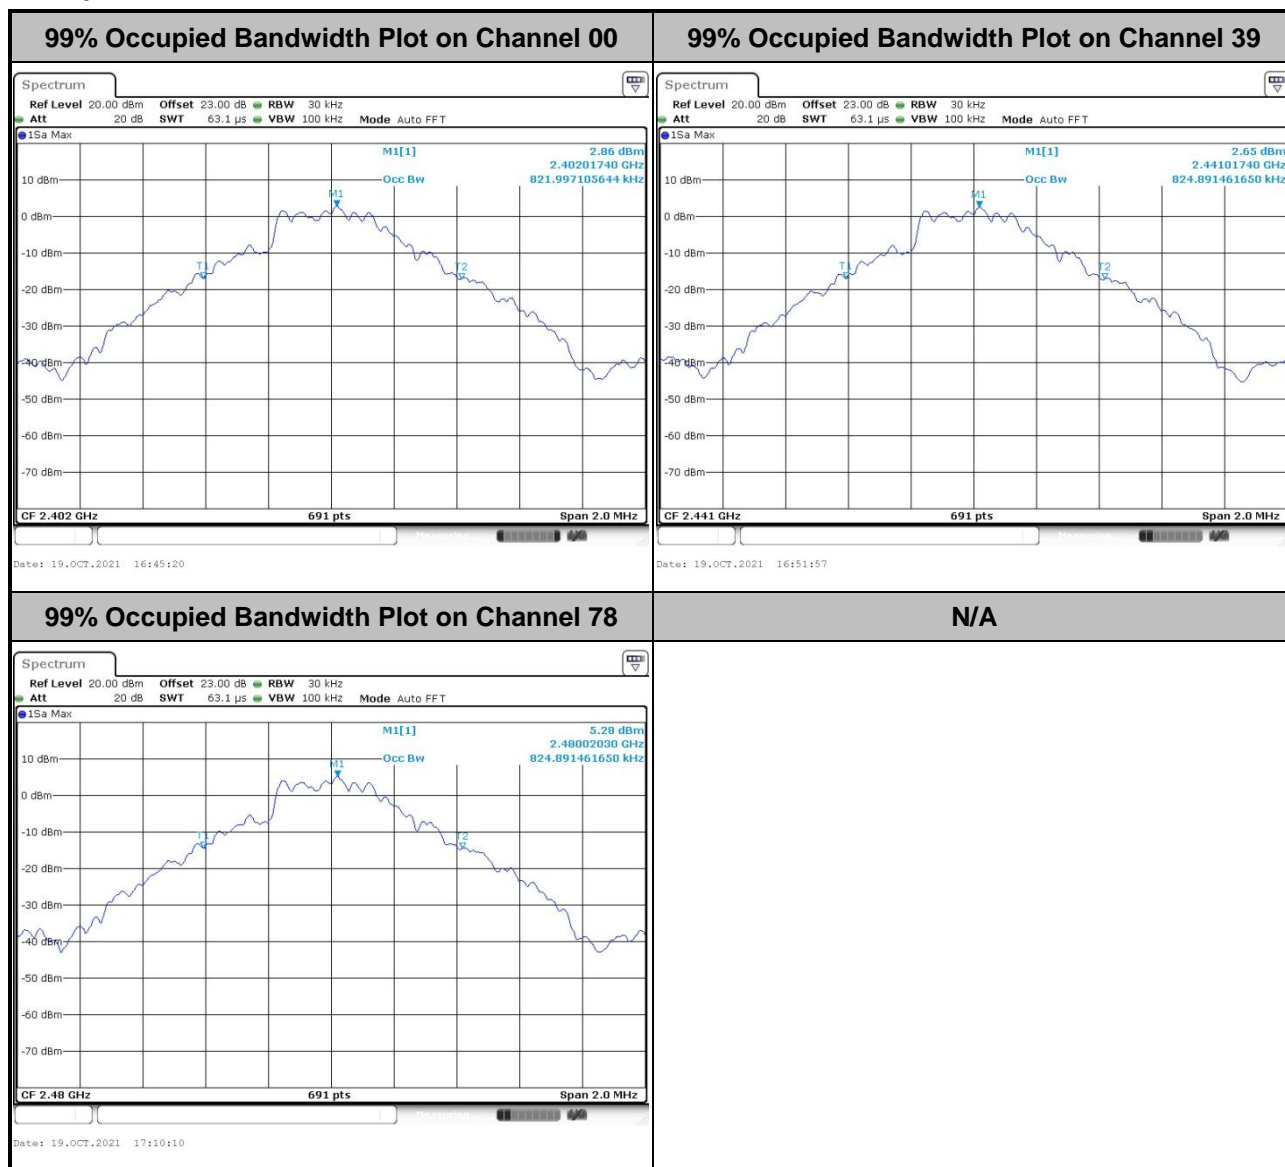 99% Occupied Bandwidth Plot on Channel 00
Spectrum
Ref Level 20.00 dBm Offset 23.00 dB RBW 30 kHz
Att 20 dB SWT 63.1 µs VBW 100 kHz Mode Auto FFT
1Sa Max
M1[1] 2.86 dBm
2.40201740 GHz
Occ Bw 821.997105644 kHz
10 dBm
M1
0 dBm
-10 dBm
T1
T2
-20 dBm
-30 dBm
-40 dBm
-50 dBm
-60 dBm
-70 dBm
CF 2.402 GHz 691 pts Span 2.0 MHz
Measuring...
Date: 19.OCT.2021 16:45:20
99% Occupied Bandwidth Plot on Channel 39
Spectrum
Ref Level 20.00 dBm Offset 23.00 dB RBW 30 kHz
Att 20 dB SWT 63.1 µs VBW 100 kHz Mode Auto FFT
1Sa Max
M1[1] 2.65 dBm
2.44101740 GHz
Occ Bw 824.891461650 kHz
10 dBm
M1
0 dBm
-10 dBm
T1
T2
-20 dBm
-30 dBm
-40 dBm
-50 dBm
-60 dBm
-70 dBm
CF 2.441 GHz 691 pts Span 2.0 MHz
Measuring...
Date: 19.OCT.2021 16:51:57
99% Occupied Bandwidth Plot on Channel 78
Spectrum
Ref Level 20.00 dBm Offset 23.00 dB RBW 30 kHz
Att 20 dB SWT 63.1 µs VBW 100 kHz Mode Auto FFT
1Sa Max
M1[1] 5.28 dBm
2.48002030 GHz
Occ Bw 824.891461650 kHz
10 dBm
M1
0 dBm
-10 dBm
T1
T2
-20 dBm
-30 dBm
-40 dBm
-50 dBm
-60 dBm
-70 dBm
CF 2.48 GHz 691 pts Span 2.0 MHz
Measuring...
Date: 19.OCT.2021 17:10:10
N/A